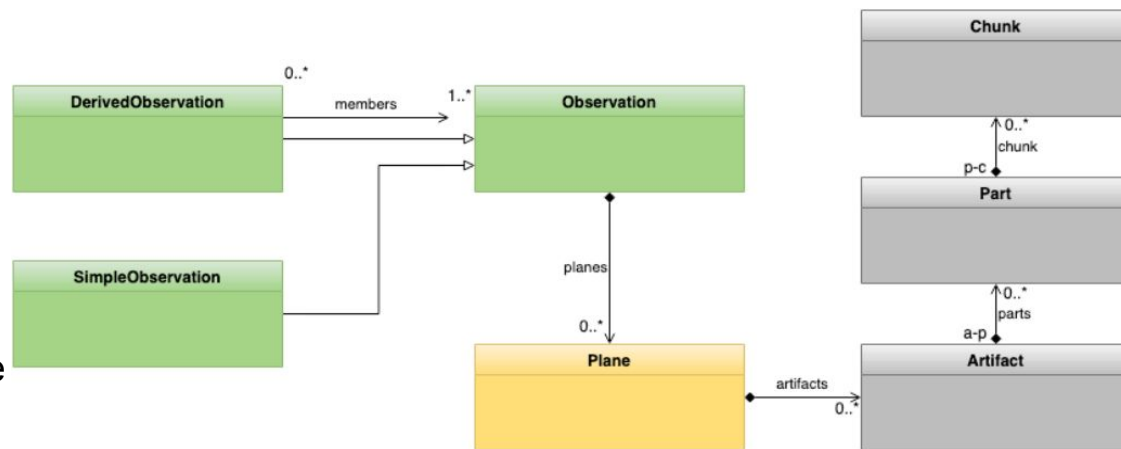 Chunk
0..*
DerivedObservation
members
1..*
Observation
0..*
chunk
p-c
Part
SimpleObservation
planes
0..*
0..*
parts
a-p
e
Plane
artifacts
0..*
Artifact